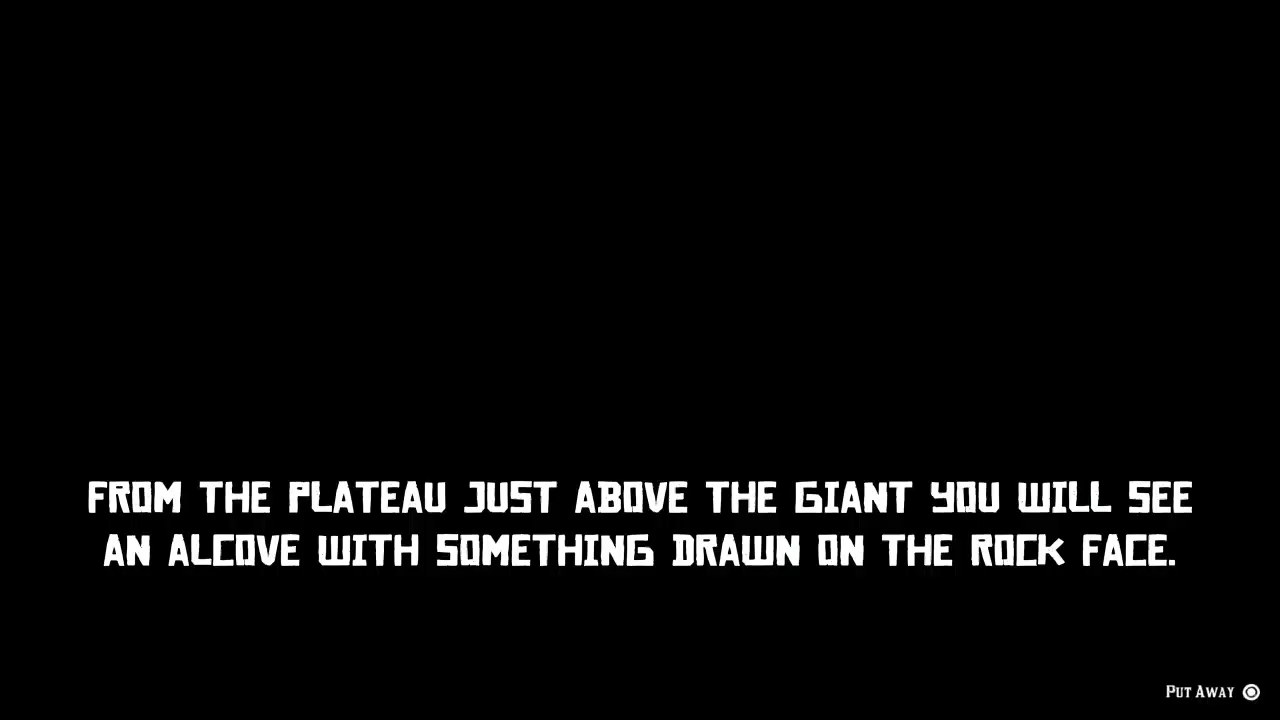 FROM THE PLATEAU JUST ABOVE THE GIANT YOU WILL SEE
AN ALCOVE WITH SOMETHING DRAWN ON THE ROCK FACE.
PUT AWAY